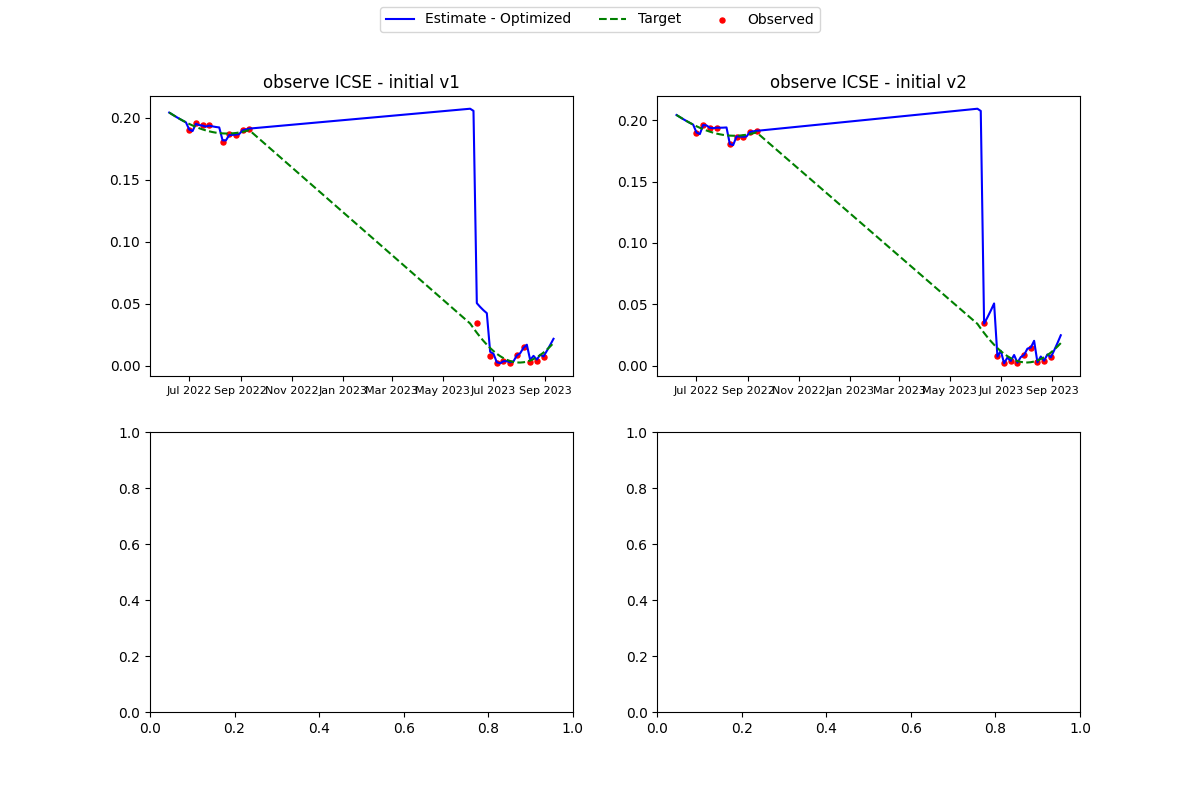 Estimate - Optimized Target Observed
observe ICSE - initial v1 observe ICSE - initial v2
0.20 0.20
0.15 0.15
0.10 0.10
0.05 0.05
0.00 0.00
Jul 2022 Sep 2022 Nov 2022 Jan 2023 Mar 2023 May 2023 Jul 2023 Sep 2023 Jul 2022 Sep 2022 Nov 2022 Jan 2023 Mar 2023 May 2023 Jul 2023 Sep 2023
1.0 1.0
0.8 0.8
0.6 0.6
0.4 0.4
0.2 0.2
0.0 0.0
0.0 0.2 0.4 0.6 0.8 1.0 0.0 0.2 0.4 0.6 0.8 1.0